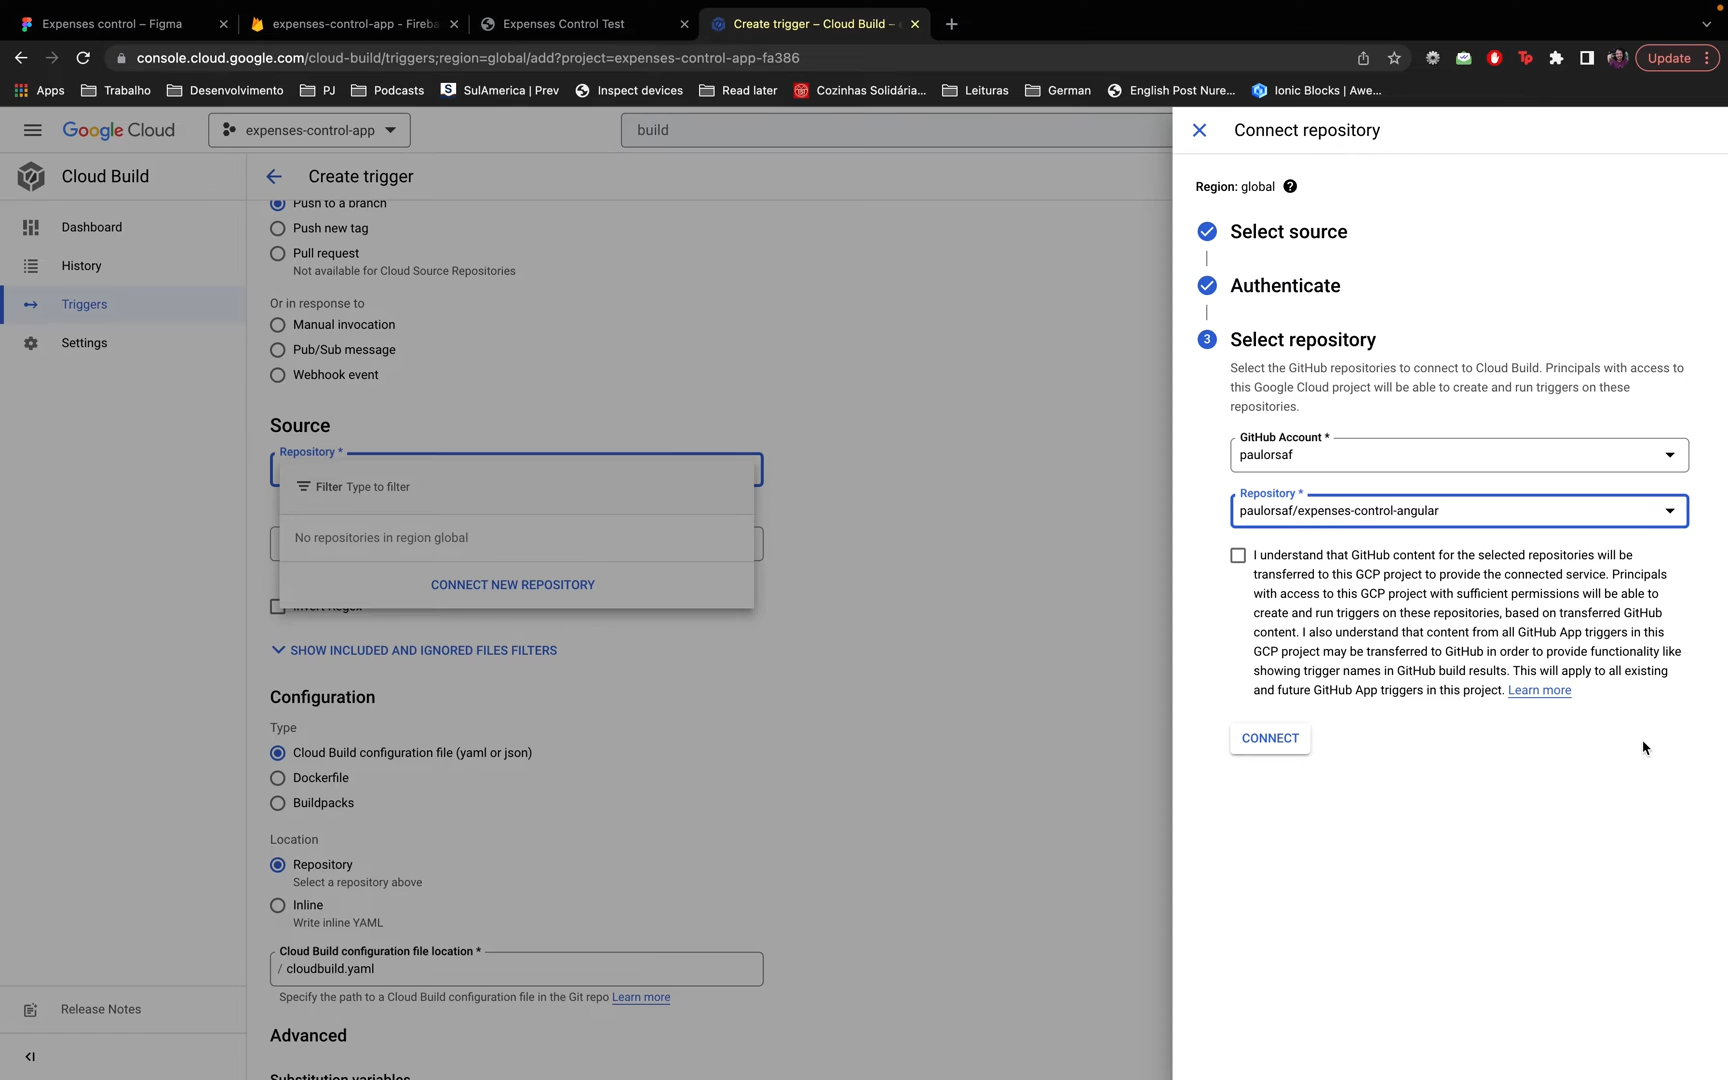 Expenses control – Figma
expenses-control-app - Fireba
Expenses Control Test
Create trigger – Cloud Build –
console.cloud.google.com/cloud-build/triggers;region=global/add?project=expenses-control-app-fa386
Update
Apps
Trabalho
Desenvolvimento
PJ
Podcasts
SulAmerica | Prev
Inspect devices
Read later
Cozinhas Solidária...
Leituras
German
English Post Nure...
Ionic Blocks | Awe...
Google Cloud
expenses-control-app
build
Cloud Build
Dashboard
History
Triggers
Settings
Release Notes
Create trigger
Push to a branch
Push new tag
Pull request
Not available for Cloud Source Repositories
Or in response to
Manual invocation
Pub/Sub message
Webhook event
Source
Repository *
Filter Type to filter
No repositories in region global
CONNECT NEW REPOSITORY
Invert Regex
SHOW INCLUDED AND IGNORED FILES FILTERS
Configuration
Type
Cloud Build configuration file (yaml or json)
Dockerfile
Buildpacks
Location
Repository
Select a repository above
Inline
Write inline YAML
Cloud Build configuration file location *
/ cloudbuild.yaml
Specify the path to a Cloud Build configuration file in the Git repo Learn more
Advanced
Substitution variables
Connect repository
Region: global
Select source
Authenticate
3 Select repository
Select the GitHub repositories to connect to Cloud Build. Principals with access to
this Google Cloud project will be able to create and run triggers on these
repositories.
GitHub Account *
paulorsaf
Repository *
paulorsaf/expenses-control-angular
I understand that GitHub content for the selected repositories will be
transferred to this GCP project to provide the connected service. Principals
with access to this GCP project with sufficient permissions will be able to
create and run triggers on these repositories, based on transferred GitHub
content. I also understand that content from all GitHub App triggers in this
GCP project may be transferred to GitHub in order to provide functionality like
showing trigger names in GitHub build results. This will apply to all existing
and future GitHub App triggers in this project. Learn more
CONNECT